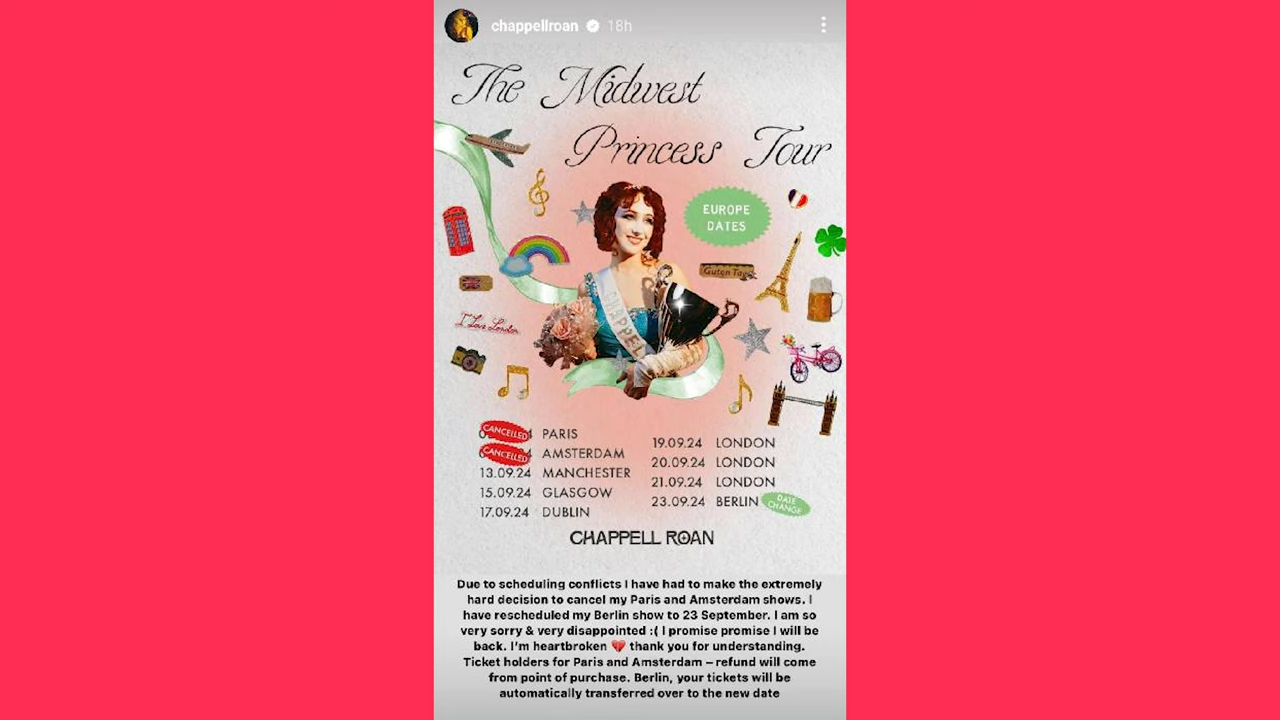 chappellroan 18h
The Midwest
Princess Tour
EUROPE
DATES
Guten Tag
I Love London
CHAPPEL
CANCELLED PARIS
CANCELLED AMSTERDAM
13.09.24 MANCHESTER
15.09.24 GLASGOW
17.09.24 DUBLIN
19.09.24 LONDON
20.09.24 LONDON
21.09.24 LONDON
23.09.24 BERLIN DATE CHANGE
CHAPPELL ROAN
Due to scheduling conflicts I have had to make the extremely
hard decision to cancel my Paris and Amsterdam shows. I
have rescheduled my Berlin show to 23 September. I am so
very sorry & very disappointed :( I promise promise I will be
back. I'm heartbroken 💔 thank you for understanding.
Ticket holders for Paris and Amsterdam – refund will come
from point of purchase. Berlin, your tickets will be
automatically transferred over to the new date